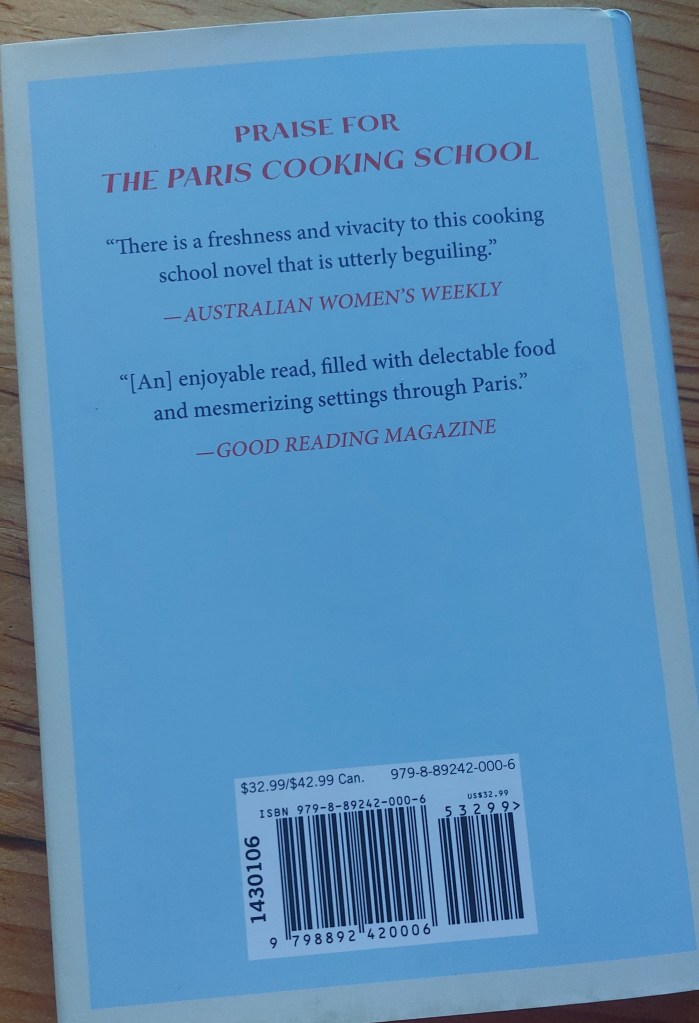 PRAISE FOR
THE PARIS COOKING SCHOOL
“There is a freshness and vivacity to this cooking
school novel that is utterly beguiling.”
—AUSTRALIAN WOMEN’S WEEKLY
“[An] enjoyable read, filled with delectable food
and mesmerizing settings through Paris.”
—GOOD READING MAGAZINE
$32.99/$42.99 Can. 979-8-89242-000-6
ISBN 979-8-89242-000-6
US$32.99
53299>
1430106
9 798892 420006